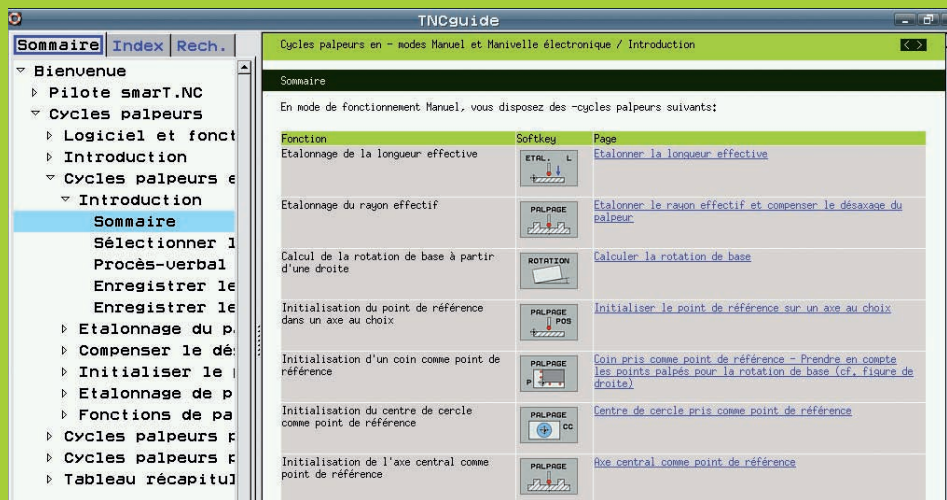 TNCguide
Sommaire Index Rech.
Bienvenue
Pilote smarT.NC
Cycles palpeurs
Logiciel et fonct
Introduction
Cycles palpeurs e
Introduction
Sommaire
Sélectionner l
Procès-verbal
Enregistrer le
Enregistrer le
Etalonnage du p
Compenser le dé
Initialiser le
Etalonnage de p
Fonctions de pa
Cycles palpeurs p
Cycles palpeurs p
Tableau récapitul
Cycles palpeurs en - modes Manuel et Manivelle électronique / Introduction
Sommaire
En mode de fonctionnement Manuel, vous disposez des -cycles palpeurs suivants:
Fonction Softkey Page
Etalonnage de la longueur effective
ETAL. L
Etalonner la longueur effective
Etalonnage du rayon effectif
PALPAGE
Etalonner le rayon effectif et compenser le désaxage du
palpeur
Calcul de la rotation de base à partir
d'une droite
ROTATION
Calculer la rotation de base
Initialisation du point de référence
dans un axe au choix
PALPAGE
POS
Initialiser le point de référence sur un axe au choix
Initialisation d'un coin comme point de
référence
PALPAGE
P
Coin pris comme point de référence - Prendre en compte
les points palpés pour la rotation de base (cf. figure de
droite)
Initialisation du centre de cercle
comme point de référence
PALPAGE
CC
Centre de cercle pris comme point de référence
Initialisation de l'axe central comme
point de référence
PALPAGE
Axe central comme point de référence